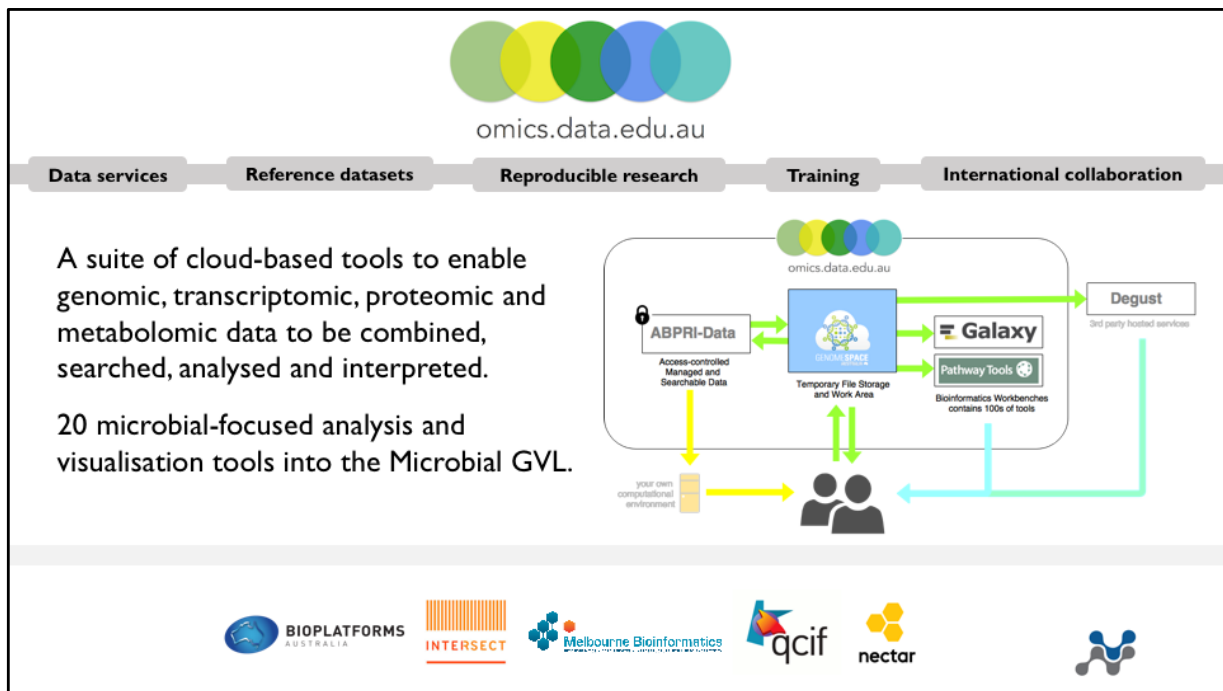 omics.data.edu.au
Data services
Reference datasets
Reproducible research
Training
International collaboration
A suite of cloud-based tools to enable
genomic, transcriptomic, proteomic and
metabolomic data to be combined,
searched, analysed and interpreted.
20 microbial-focused analysis and
visualisation tools into the Microbial GVL.
omics.data.edu.au
ABPRI-Data
Access-controlled
Managed and
Searchable Data
GENOMESPACE
Temporary File Storage
and Work Area
Galaxy
Pathway Tools
Bioinformatics Workbenches
contains 100s of tools
Degust
3rd party hosted services
your own
computational
environment
BIOPLATFORMS
AUSTRALIA
INTERSECT
Melbourne Bioinformatics
qcif
nectar